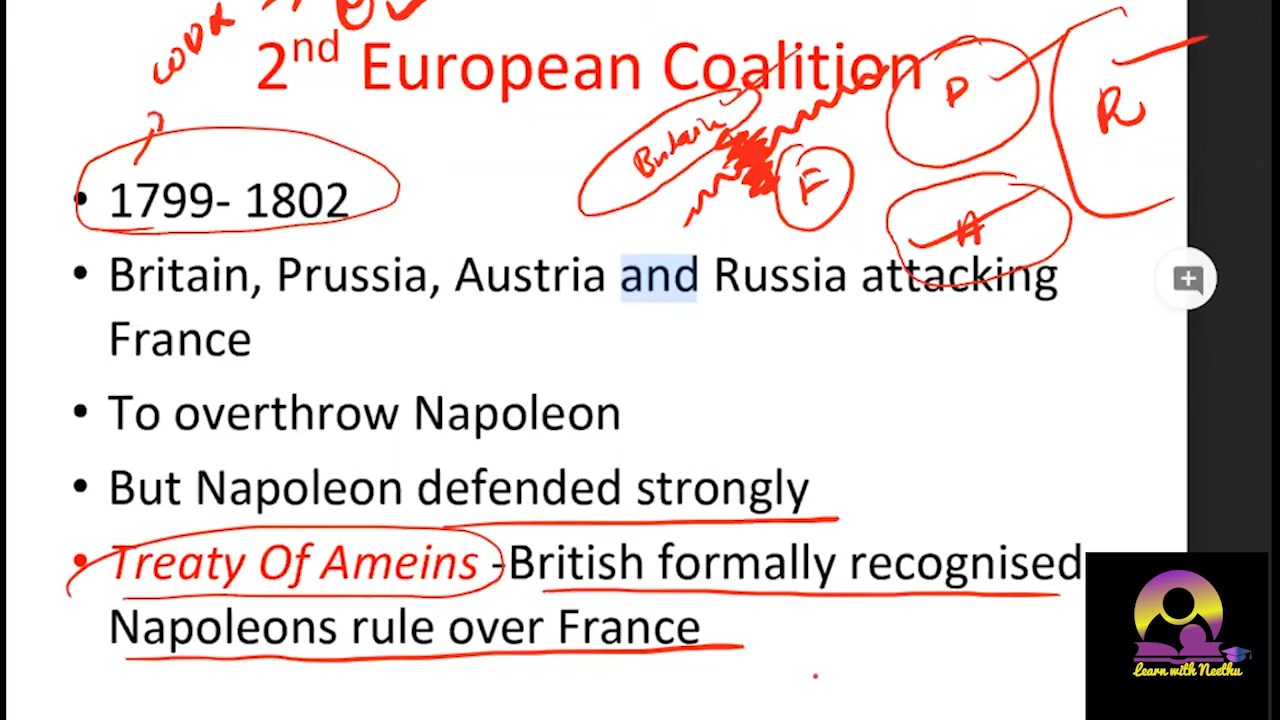 2nd European Coalition
P
R
Britain
F
A
• 1799- 1802
• Britain, Prussia, Austria and Russia attacking
France
• To overthrow Napoleon
• But Napoleon defended strongly
• Treaty Of Ameins -British formally recognised
Napoleons rule over France
Learn with Neethu